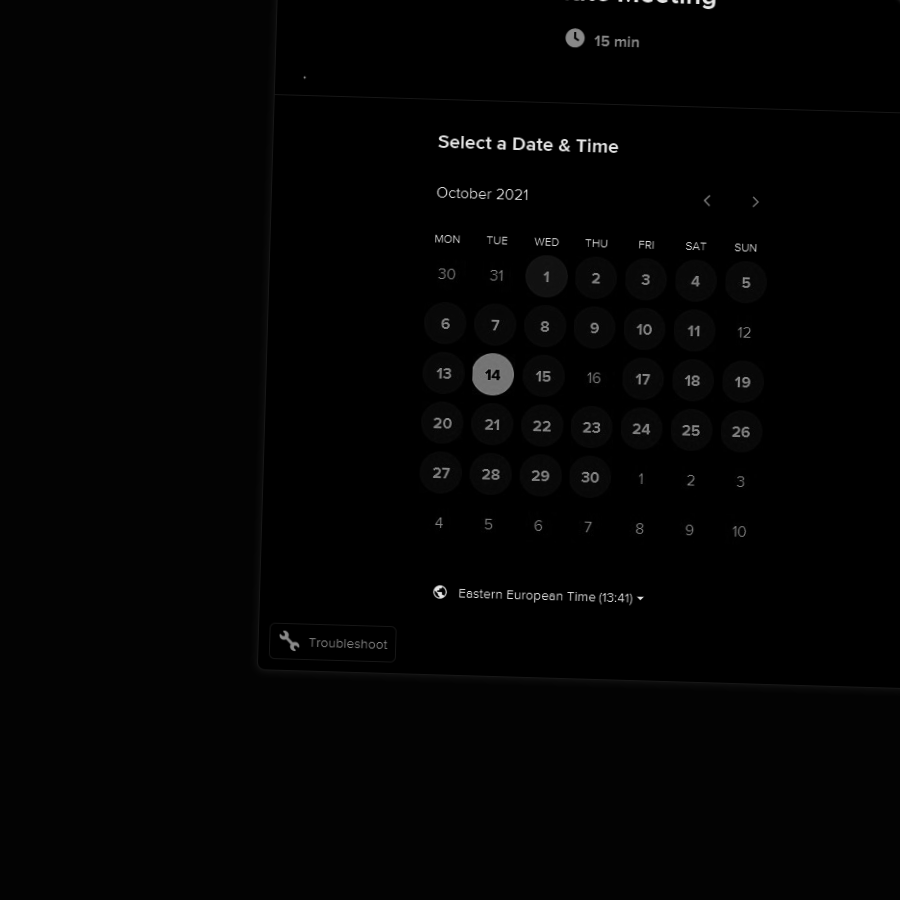 Meeting
15 min
Select a Date & Time
October 2021
MON TUE WED THU FRI SAT SUN
30 31 1 2 3 4 5
6 7 8 9 10 11 12
13 14 15 16 17 18 19
20 21 22 23 24 25 26
27 28 29 30 1 2 3
4 5 6 7 8 9 10
Eastern European Time (13:41)
Troubleshoot